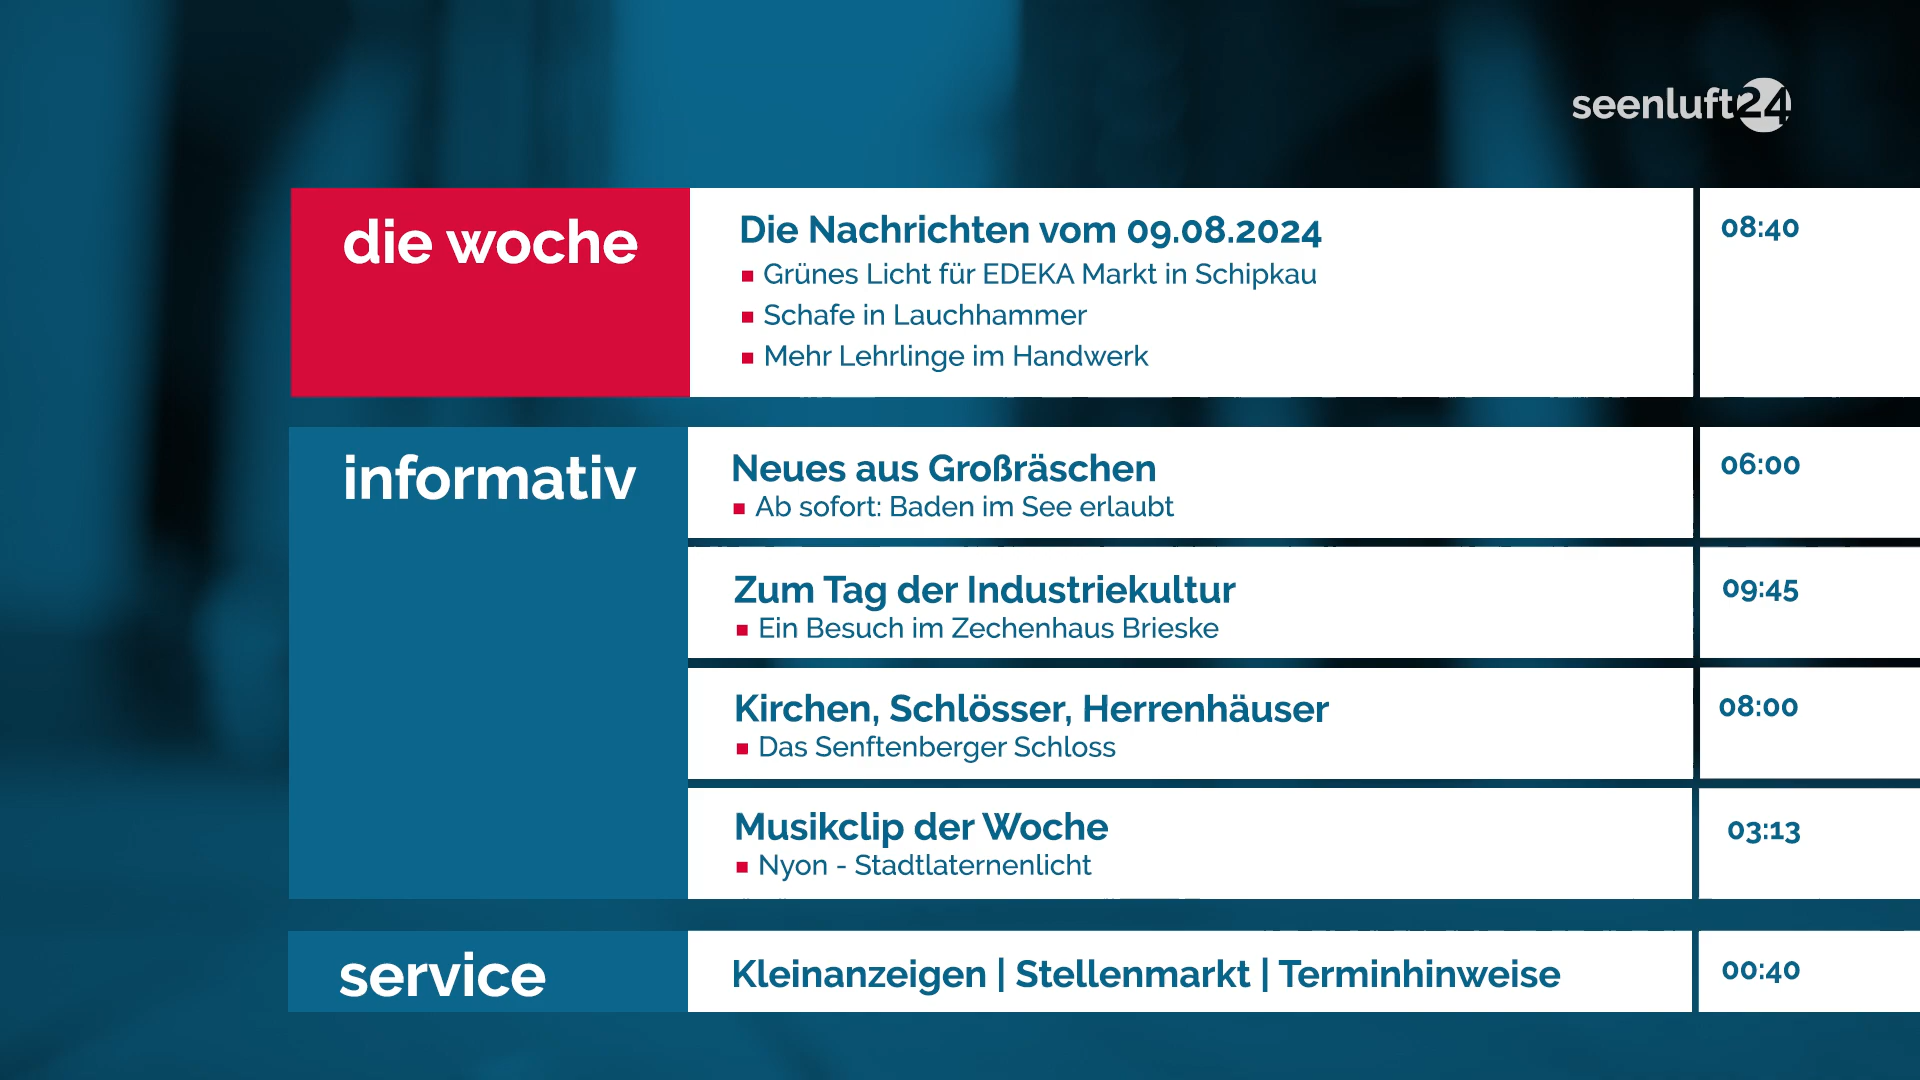 seenluft24
die woche
Die Nachrichten vom 09.08.2024
08:40
Grünes Licht für EDEKA Markt in Schipkau
Schafe in Lauchhammer
Mehr Lehrlinge im Handwerk
informativ
Neues aus Großräschen
06:00
Ab sofort: Baden im See erlaubt
Zum Tag der Industriekultur
09:45
Ein Besuch im Zechenhaus Brieske
Kirchen, Schlösser, Herrenhäuser
08:00
Das Senftenberger Schloss
Musikclip der Woche
03:13
Nyon - Stadtlaternenlicht
service
Kleinanzeigen | Stellenmarkt | Terminhinweise
00:40